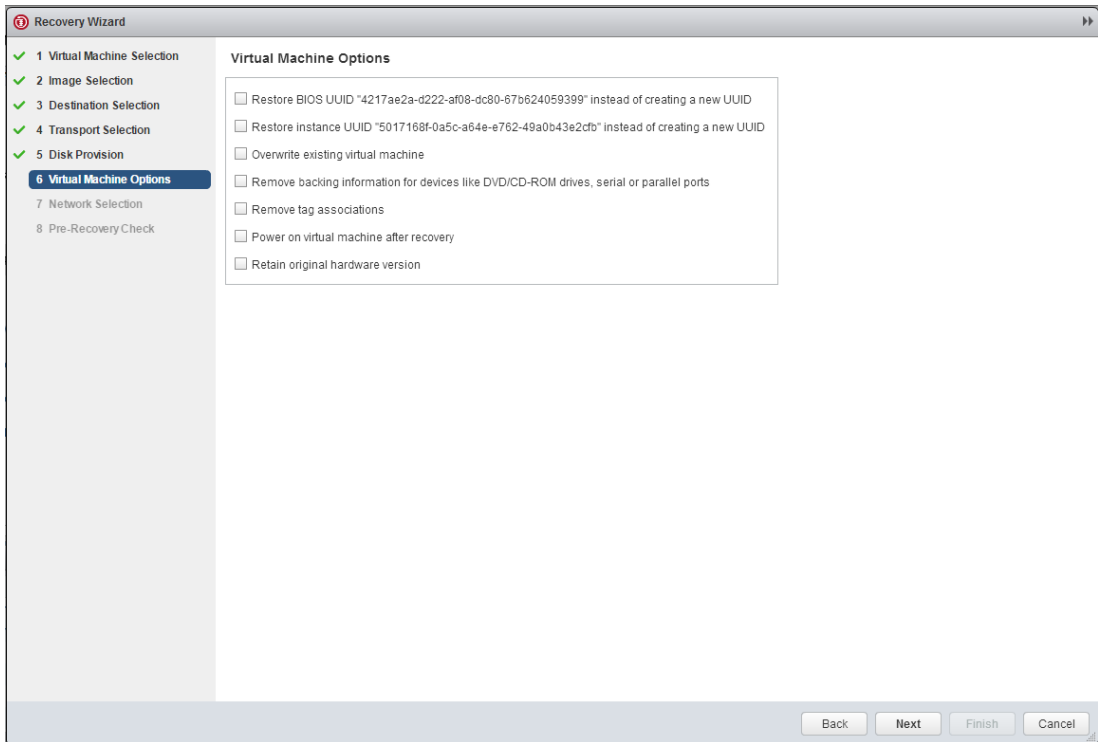 Recovery Wizard
1 Virtual Machine Selection
2 Image Selection
3 Destination Selection
4 Transport Selection
5 Disk Provision
6 Virtual Machine Options
7 Network Selection
8 Pre-Recovery Check
Virtual Machine Options
Restore BIOS UUID "4217ae2a-d222-af08-dc80-67b624059399" instead of creating a new UUID
Restore instance UUID "5017168f-0a5c-a64e-e762-49a0b43e2cfb" instead of creating a new UUID
Overwrite existing virtual machine
Remove backing information for devices like DVD/CD-ROM drives, serial or parallel ports
Remove tag associations
Power on virtual machine after recovery
Retain original hardware version
Back Next Finish Cancel